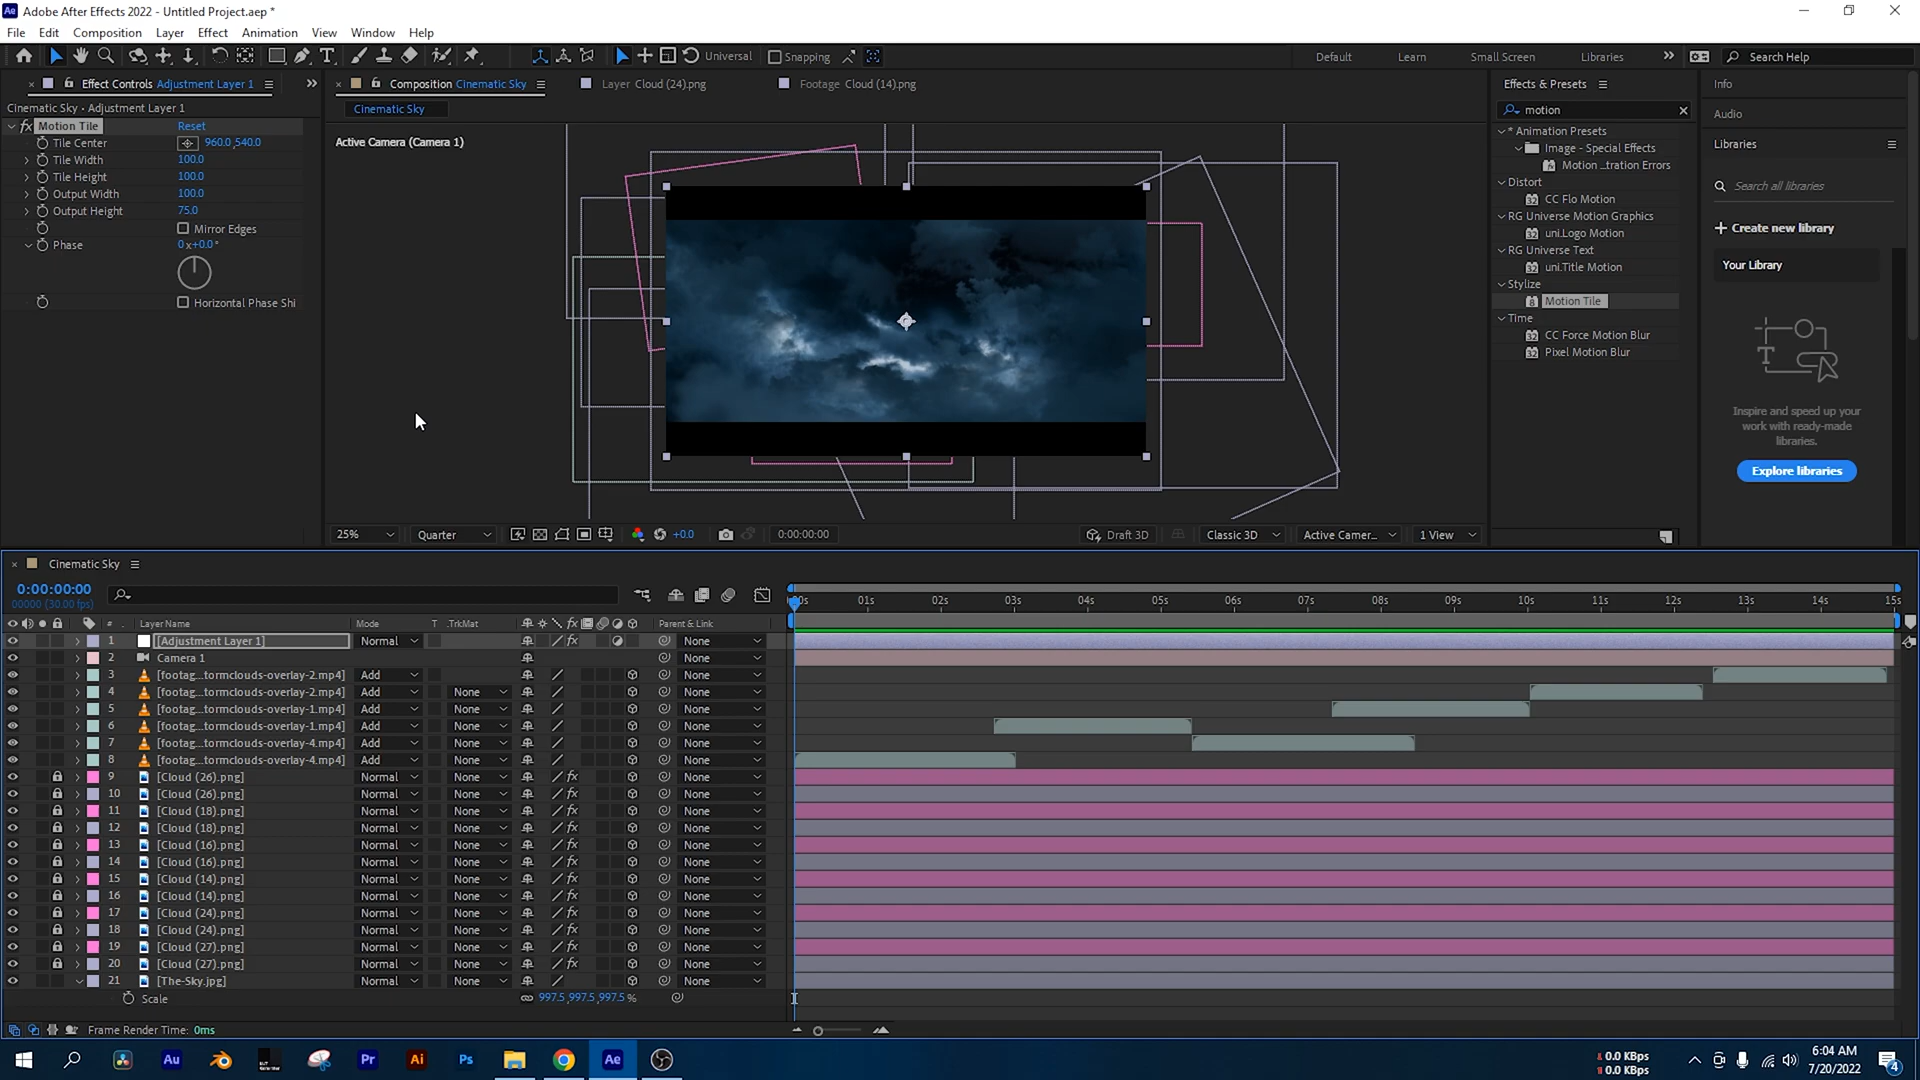 Adobe After Effects 2022 - Untitled Project.aep *
File Edit Composition Layer Effect Animation View Window Help
Universal Snapping Default Learn Small Screen Libraries Search Help
Effect Controls Adjustment Layer 1
Cinematic Sky • Adjustment Layer 1
fx Motion Tile Reset
Tile Center 960.0,540.0
Tile Width 100.0
Tile Height 100.0
Output Width 100.0
Output Height 75.0
Mirror Edges
Phase 0x+0.0°
Horizontal Phase Shi
Composition Cinematic Sky Layer Cloud (24).png Footage Cloud (14).png
Cinematic Sky
Active Camera (Camera 1)
25% Quarter +0.0 0:00:00:00 Draft 3D Classic 3D Active Camer... 1 View
Effects & Presets
motion
* Animation Presets
Image - Special Effects
Motion ...tration Errors
Distort
CC Flo Motion
RG Universe Motion Graphics
uni.Logo Motion
RG Universe Text
uni.Title Motion
Stylize
Motion Tile
Time
CC Force Motion Blur
Pixel Motion Blur
Info
Audio
Libraries
Search all libraries
Create new library
Your Library
Inspire and speed up your
work with ready-made
libraries.
Explore libraries
Cinematic Sky
0:00:00:00
00000 (30.00 fps)
:00s 01s 02s 03s 04s 05s 06s 07s 08s 09s 10s 11s 12s 13s 14s 15s
# Layer Name Mode T .TrkMat Parent & Link
1 [Adjustment Layer 1] Normal None
2 Camera 1 None
3 [footag...tormclouds-overlay-2.mp4] Add None
4 [footag...tormclouds-overlay-2.mp4] Add None None
5 [footag...tormclouds-overlay-1.mp4] Add None None
6 [footag...tormclouds-overlay-1.mp4] Add None None
7 [footag...tormclouds-overlay-4.mp4] Add None None
8 [footag...tormclouds-overlay-4.mp4] Add None None
9 [Cloud (26).png] Normal None None
10 [Cloud (26).png] Normal None None
11 [Cloud (18).png] Normal None None
12 [Cloud (18).png] Normal None None
13 [Cloud (16).png] Normal None None
14 [Cloud (16).png] Normal None None
15 [Cloud (14).png] Normal None None
16 [Cloud (14).png] Normal None None
17 [Cloud (24).png] Normal None None
18 [Cloud (24).png] Normal None None
19 [Cloud (27).png] Normal None None
20 [Cloud (27).png] Normal None None
21 [The-Sky.jpg] Normal None None
Scale 997.5,997.5,997.5 %
Frame Render Time: 0ms
Au Pr Ai Ps Ae
0.0 KBps
0.0 KBps
6:04 AM
7/20/2022
4